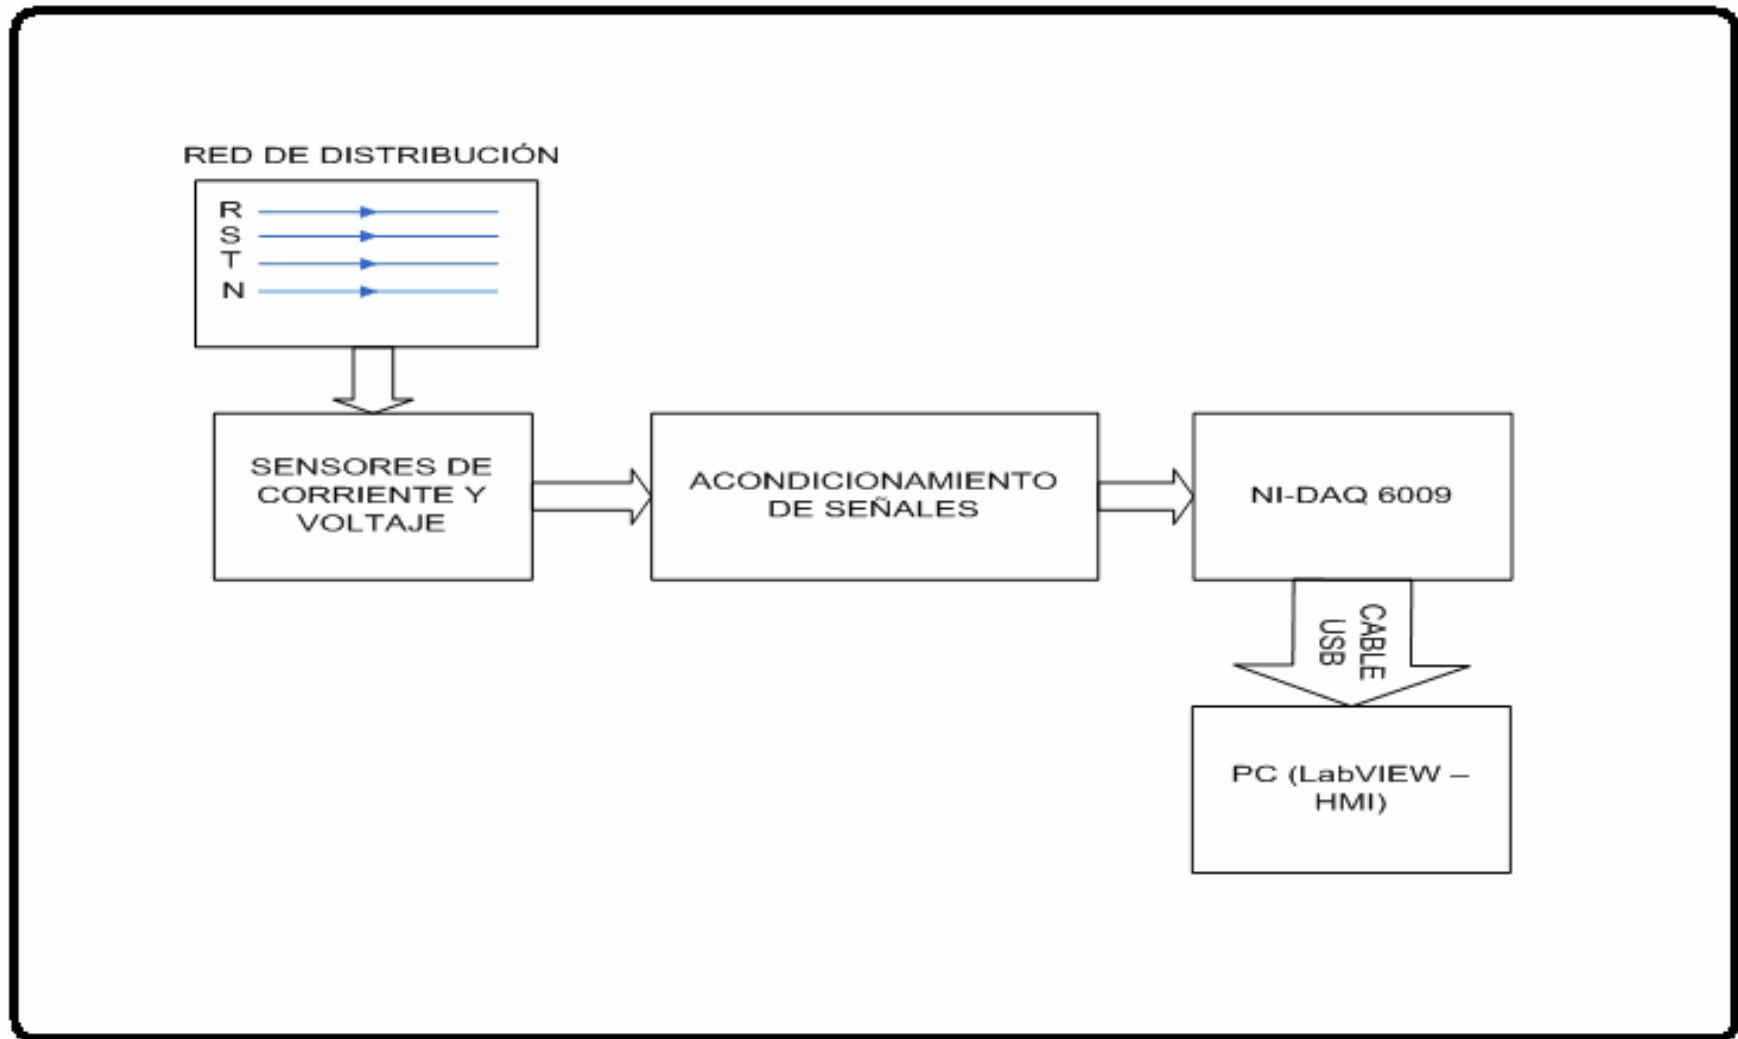 RED DE DISTRIBUCIÓN
R
S
T
N
SENSORES DE
CORRIENTE Y
VOLTAJE
ACONDICIONAMIENTO
DE SEÑALES
NI-DAQ 6009
CABLE
USB
PC (LabVIEW –
HMI)